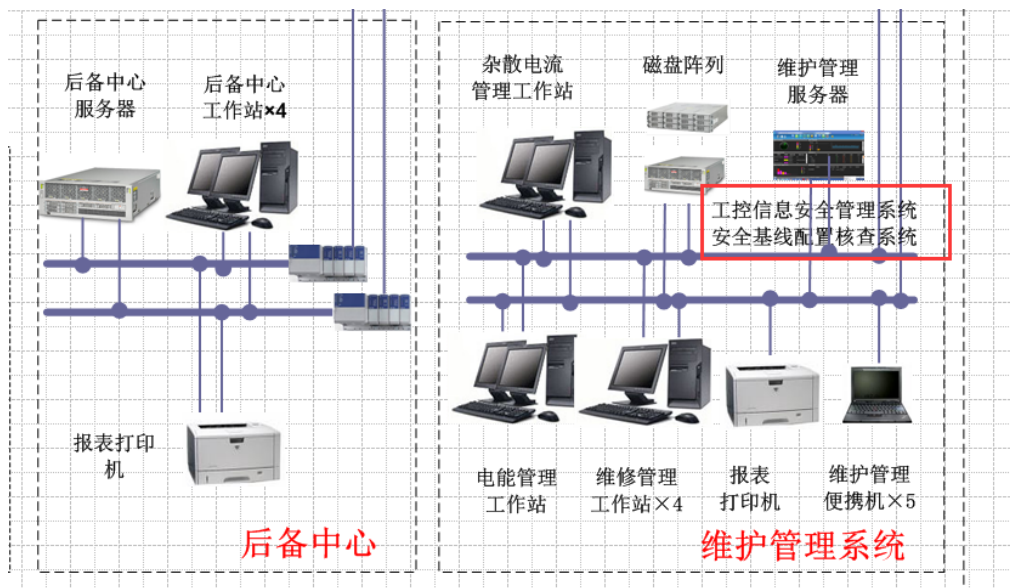 后备中心
服务器
后备中心
工作站×4
报表打印
机
后备中心
杂散电流
管理工作站
磁盘阵列
维护管理
服务器
工控信息安全管理系统
安全基线配置核查系统
电能管理
工作站
维修管理
工作站×4
报表
打印机
维护管理
便携机×5
维护管理系统